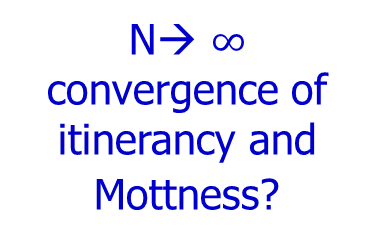 N→ ∞
convergence of
itinerancy and
Mottness?